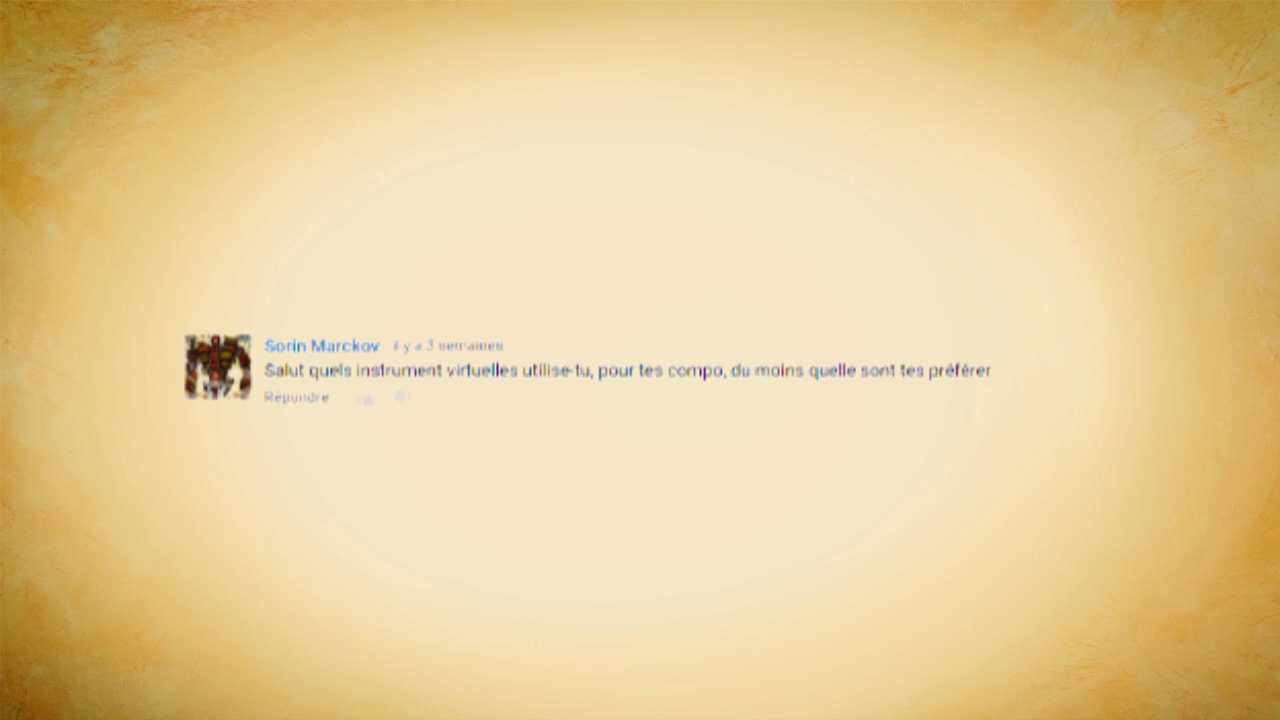 Sorin Marckov il y a 3 semaines
Salut quels instrument virtuelles utilise-tu, pour tes compo, du moins quelle sont tes préférer
Répondre